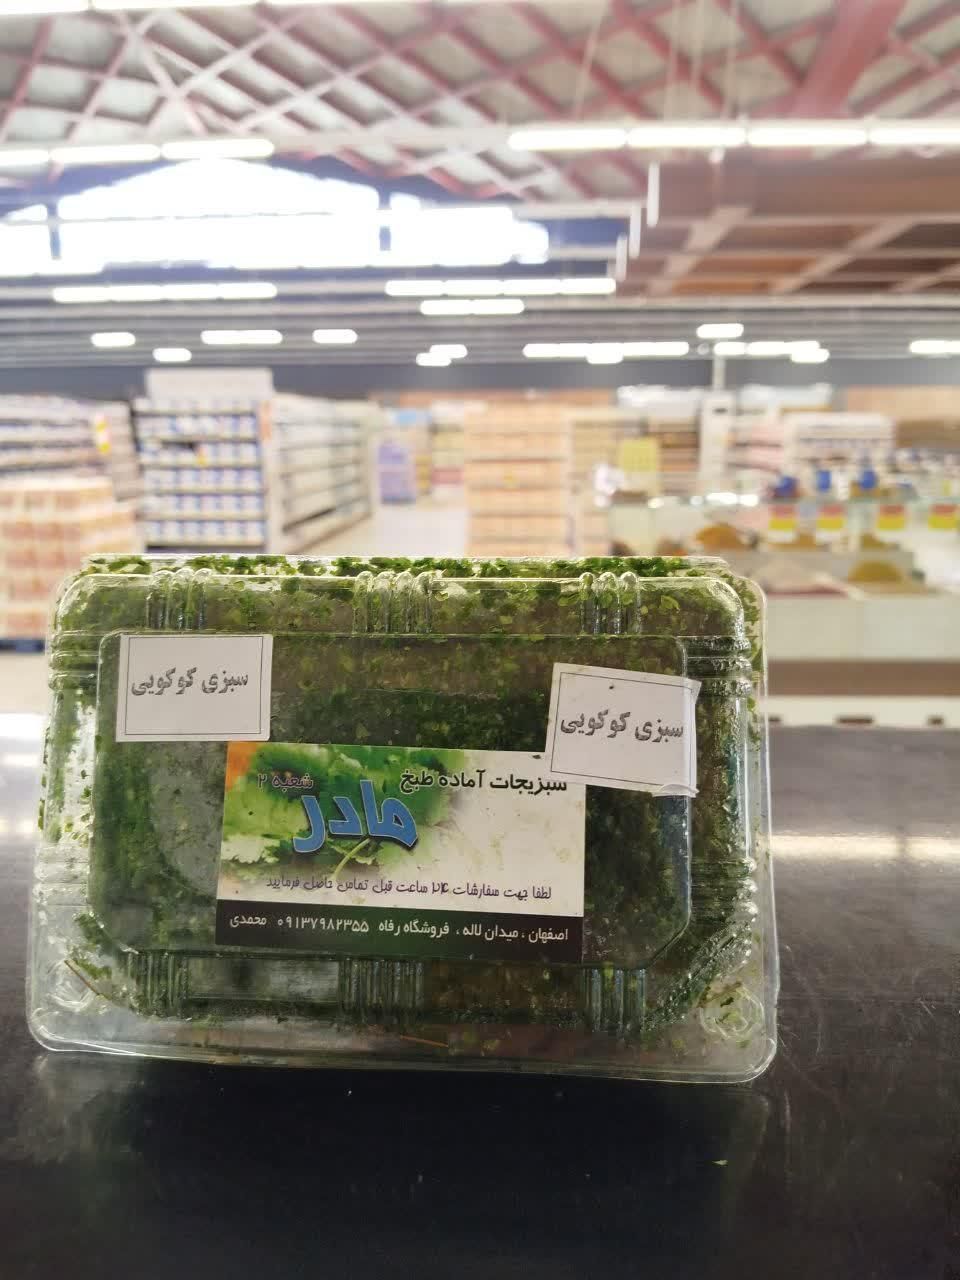 سبزی کوکویی
سبزی کوکویی
سبزیجات آماده طبخ
شعبه ۲
مادر
لطفا جهت سفارشات ۲۴ ساعت قبل تماس حاصل فرمایید
اصفهان ، میدان لاله ، فروشگاه رفاه ۰۹۱۳۷۹۸۲۳۵۵ محمدی